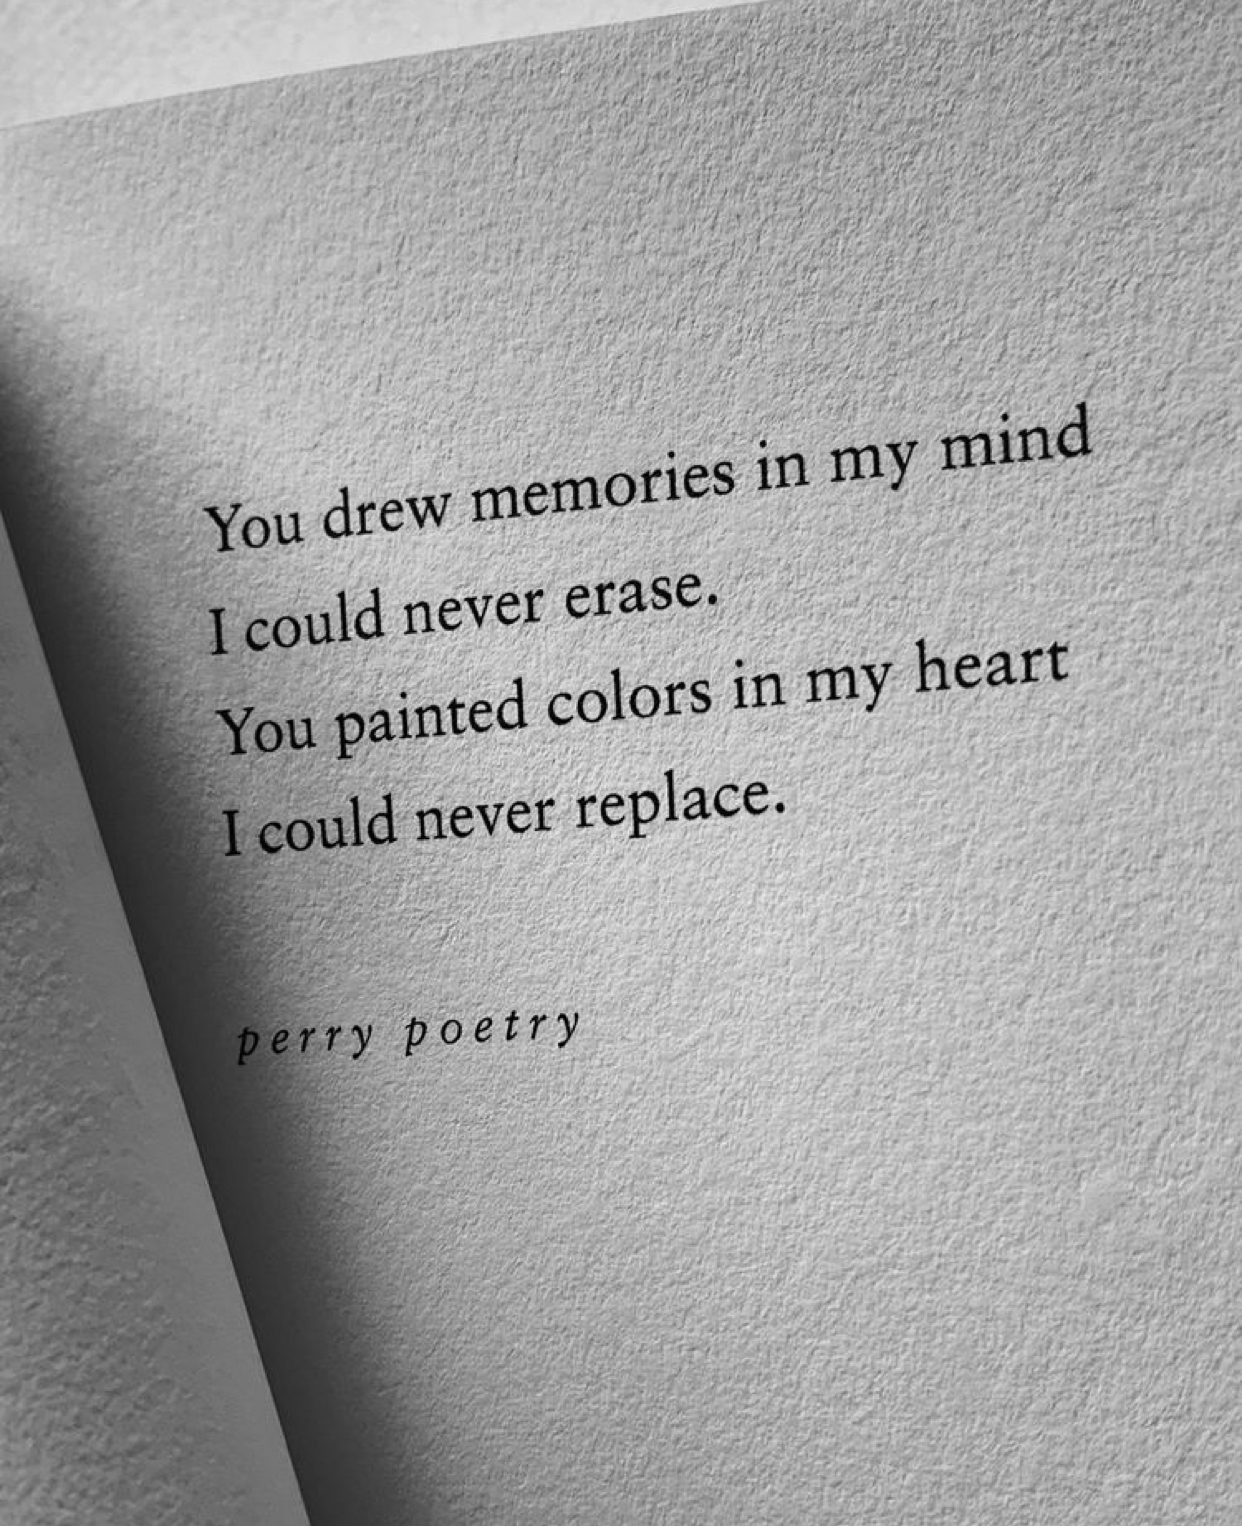 You drew memories in my mind
I could never erase.
You painted colors in my heart
I could never replace.
perry poetry